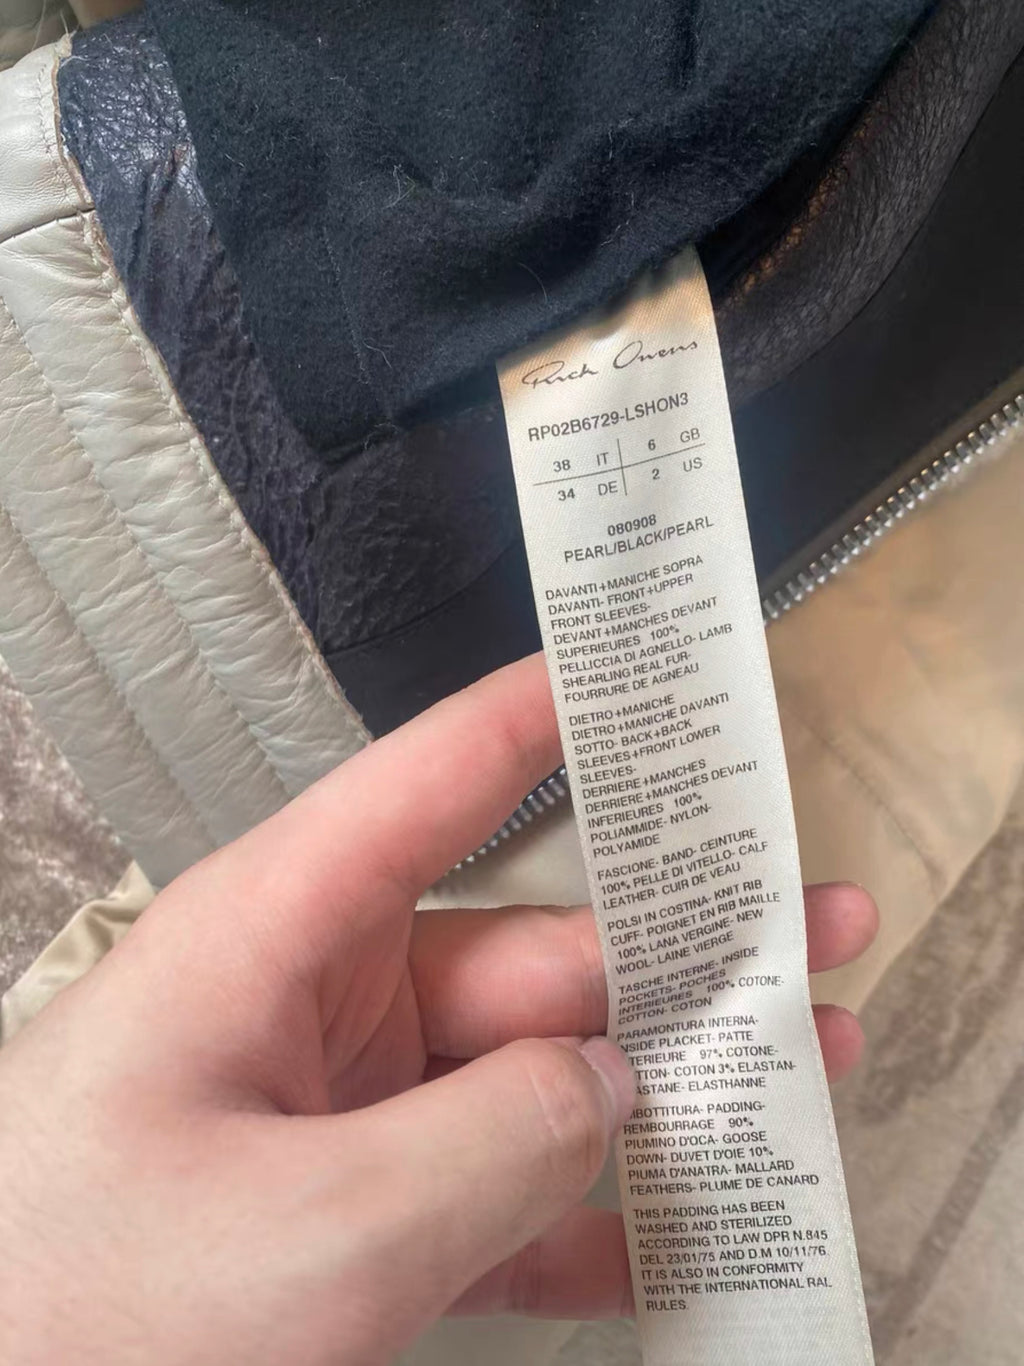 Rick Owens
RP02B6729-LSHON3
38 IT 6 GB
34 DE 2 US
080908
PEARL/BLACK/PEARL
DAVANTI+MANICHE SOPRA
DAVANTI- FRONT+UPPER
FRONT SLEEVES-
DEVANT+MANCHES DEVANT
SUPERIEURES 100%
PELLICCIA DI AGNELLO- LAMB
SHEARLING REAL FUR-
FOURRURE DE AGNEAU
DIETRO+MANICHE
DIETRO+MANICHE DAVANTI
SOTTO- BACK+BACK
SLEEVES+FRONT LOWER
SLEEVES-
DERRIERE+MANCHES
DERRIERE+MANCHES DEVANT
INFERIEURES 100%
POLIAMMIDE- NYLON-
POLYAMIDE
FASCIONE- BAND- CEINTURE
100% PELLE DI VITELLO- CALF
LEATHER- CUIR DE VEAU
POLSI IN COSTINA- KNIT RIB
CUFF- POIGNET EN RIB MAILLE
100% LANA VERGINE- NEW
WOOL- LAINE VIERGE
TASCHE INTERNE- INSIDE
POCKETS- POCHES
INTERIEURES 100% COTONE-
COTTON- COTON
PARAMONTURA INTERNA-
NSIDE PLACKET- PATTE
TERIEURE 97% COTONE-
TTON- COTON 3% ELASTAN-
ASTANE- ELASTHANNE
IBOTTITURA- PADDING-
REMBOURRAGE 90%
PIUMINO D'OCA- GOOSE
DOWN- DUVET D'OIE 10%
PIUMA D'ANATRA- MALLARD
FEATHERS- PLUME DE CANARD
THIS PADDING HAS BEEN
WASHED AND STERILIZED
ACCORDING TO LAW DPR N.845
DEL 23/01/75 AND D.M 10/11/76.
IT IS ALSO IN CONFORMITY
WITH THE INTERNATIONAL RAL
RULES.